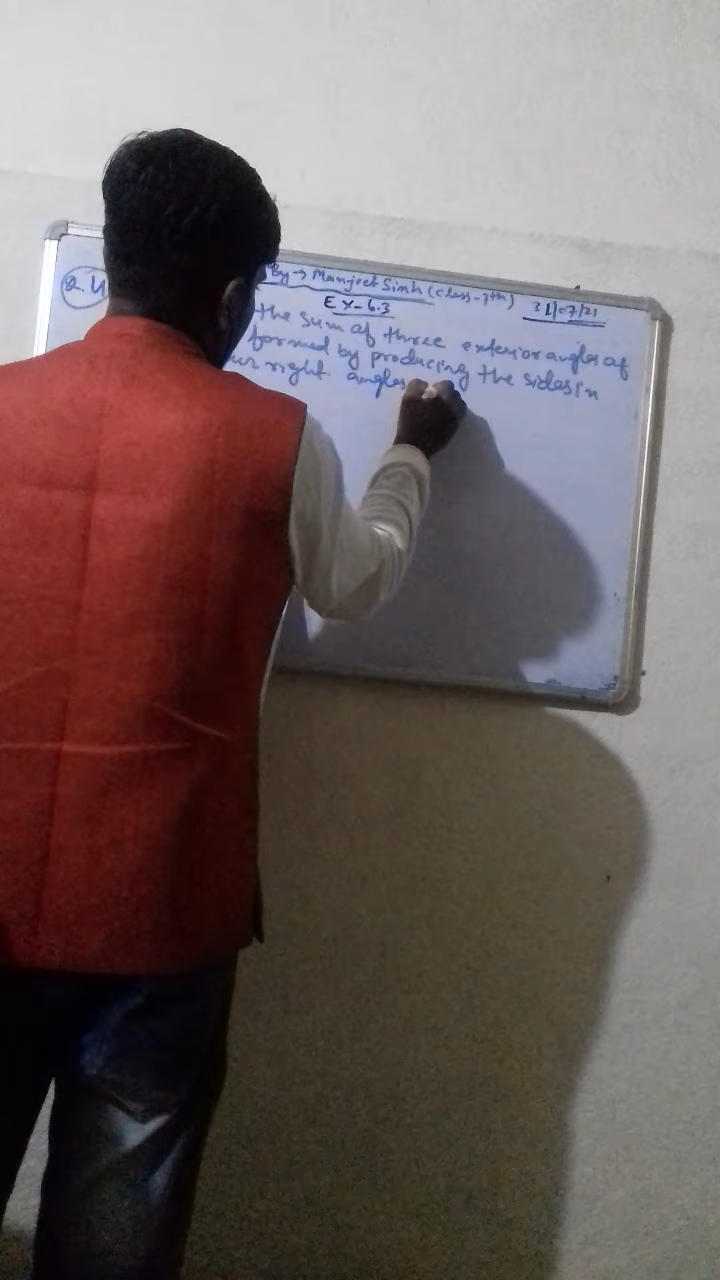 By → Manjeet Sinh (class-7th) 31/07/21
Q.4 Ex-6.3
the sum of three exterior angles of
formed by producing the sides in
ur right angles